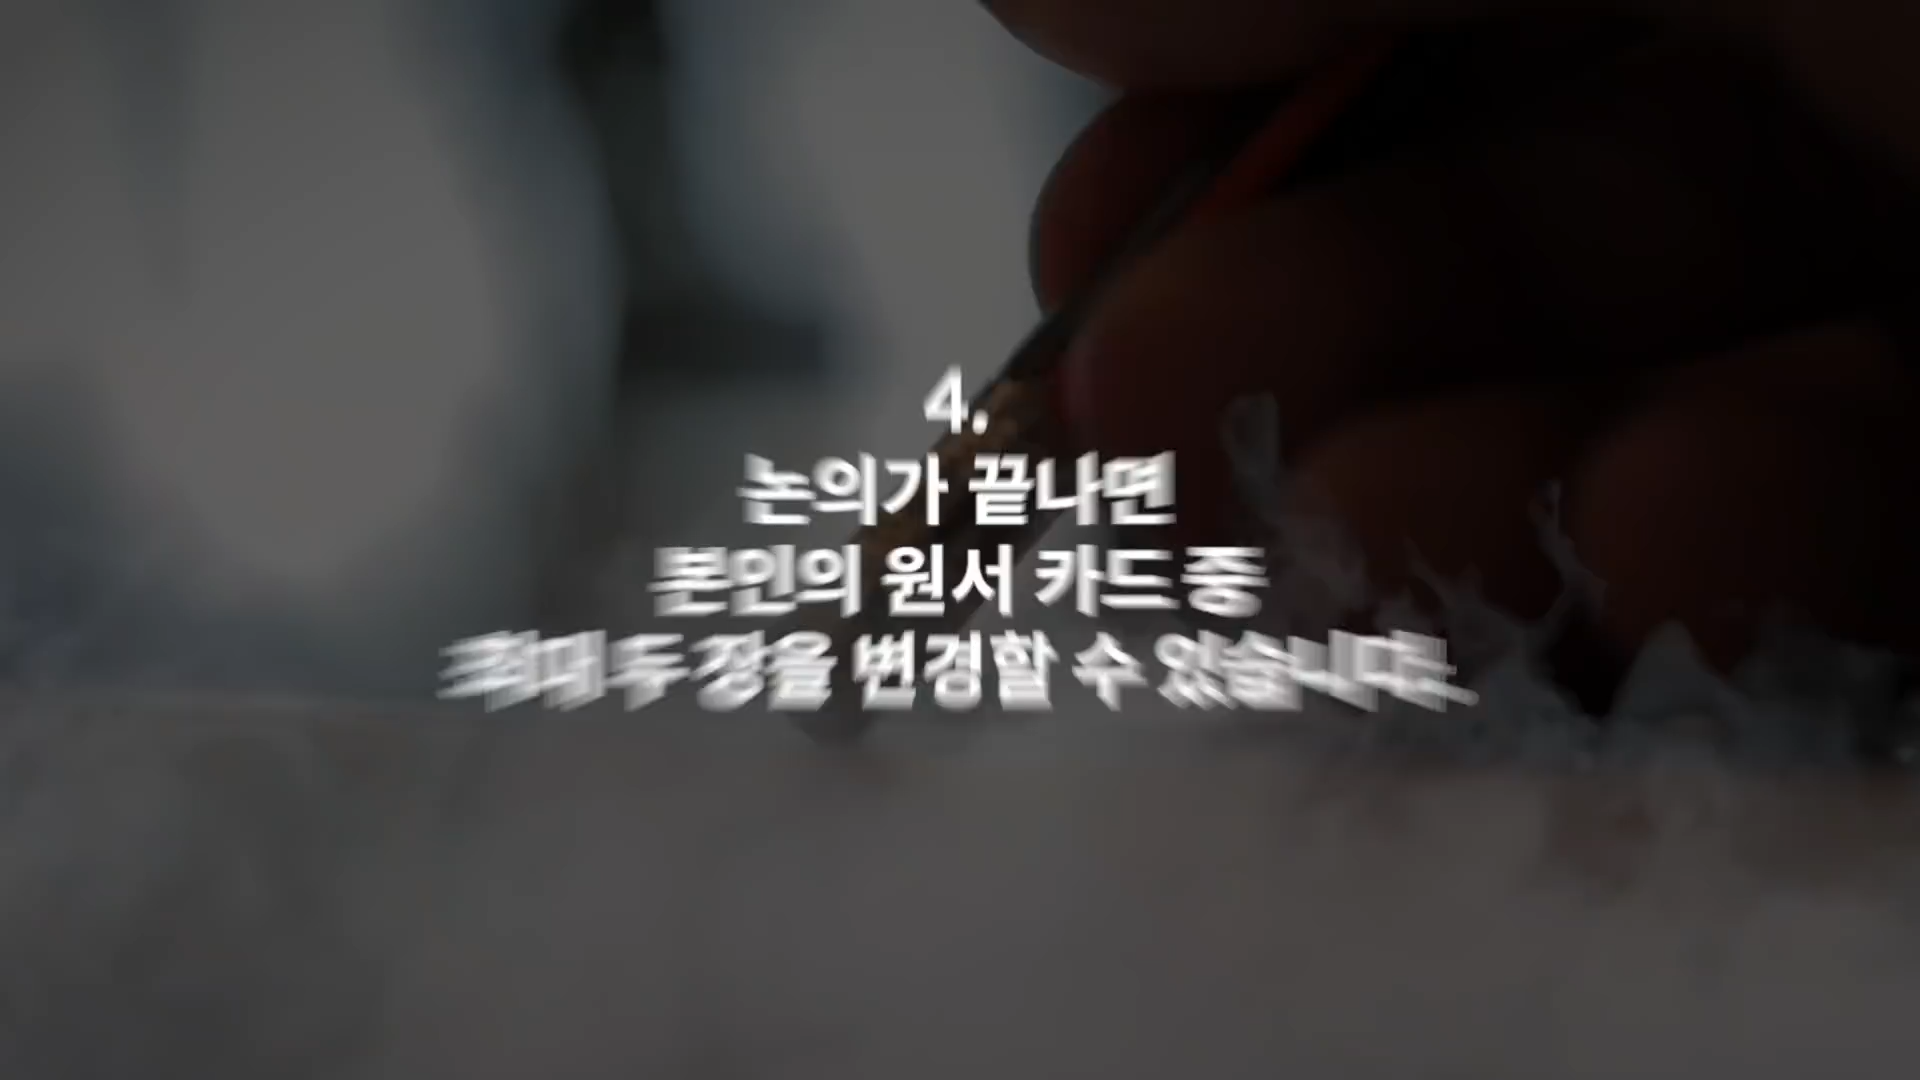 4.
논의가 끝나면
본인의 원서 카드 중
최대 두 장을 변경할 수 있습니다.